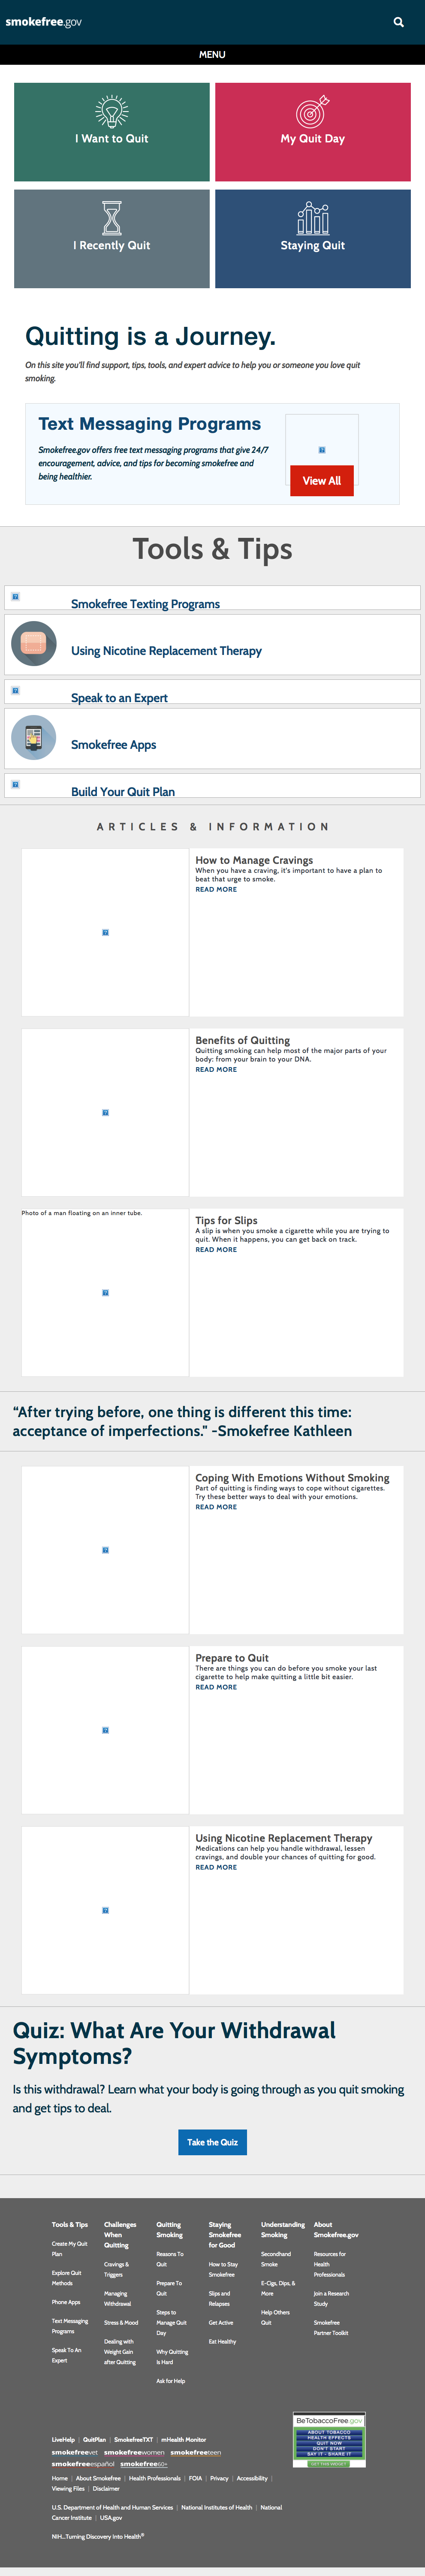 smokefree.gov
MENU
I Want to Quit
My Quit Day
I Recently Quit
Staying Quit
Quitting is a Journey.
On this site you'll find support, tips, tools, and expert advice to help you or someone you love quit
smoking.
Text Messaging Programs
Smokefree.gov offers free text messaging programs that give 24/7
encouragement, advice, and tips for becoming smokefree and
being healthier.
View All
Tools & Tips
Smokefree Texting Programs
Using Nicotine Replacement Therapy
Speak to an Expert
Smokefree Apps
Build Your Quit Plan
ARTICLES & INFORMATION
How to Manage Cravings
When you have a craving, it's important to have a plan to
beat that urge to smoke.
READ MORE
Benefits of Quitting
Quitting smoking can help most of the major parts of your
body: from your brain to your DNA.
READ MORE
Photo of a man floating on an inner tube.
Tips for Slips
A slip is when you smoke a cigarette while you are trying to
quit. When it happens, you can get back on track.
READ MORE
“After trying before, one thing is different this time:
acceptance of imperfections." -Smokefree Kathleen
Coping With Emotions Without Smoking
Part of quitting is finding ways to cope without cigarettes.
Try these better ways to deal with your emotions.
READ MORE
Prepare to Quit
There are things you can do before you smoke your last
cigarette to help make quitting a little bit easier.
READ MORE
Using Nicotine Replacement Therapy
Medications can help you handle withdrawal, lessen
cravings, and double your chances of quitting for good.
READ MORE
Quiz: What Are Your Withdrawal
Symptoms?
Is this withdrawal? Learn what your body is going through as you quit smoking
and get tips to deal.
Take the Quiz
Tools & Tips
Create My Quit
Plan
Explore Quit
Methods
Phone Apps
Text Messaging
Programs
Speak To An
Expert
Challenges
When
Quitting
Cravings &
Triggers
Managing
Withdrawal
Stress & Mood
Dealing with
Weight Gain
after Quitting
Quitting
Smoking
Reasons To
Quit
Prepare To
Quit
Steps to
Manage Quit
Day
Why Quitting
Is Hard
Ask for Help
Staying
Smokefree
for Good
How to Stay
Smokefree
Slips and
Relapses
Get Active
Eat Healthy
Understanding
Smoking
Secondhand
Smoke
E-Cigs, Dips, &
More
Help Others
Quit
About
Smokefree.gov
Resources for
Health
Professionals
Join a Research
Study
Smokefree
Partner Toolkit
BeTobaccoFree.gov
ABOUT TOBACCO
HEALTH EFFECTS
QUIT NOW
DON'T START
SAY IT - SHARE IT
GET THIS WIDGET
LiveHelp | QuitPlan | SmokefreeTXT | mHealth Monitor
smokefreevet smokefreewomen smokefreeteen
smokefreeespañol smokefree60+
Home | About Smokefree | Health Professionals | FOIA | Privacy | Accessibility |
Viewing Files | Disclaimer
U.S. Department of Health and Human Services | National Institutes of Health | National
Cancer Institute | USA.gov
NIH...Turning Discovery Into Health®